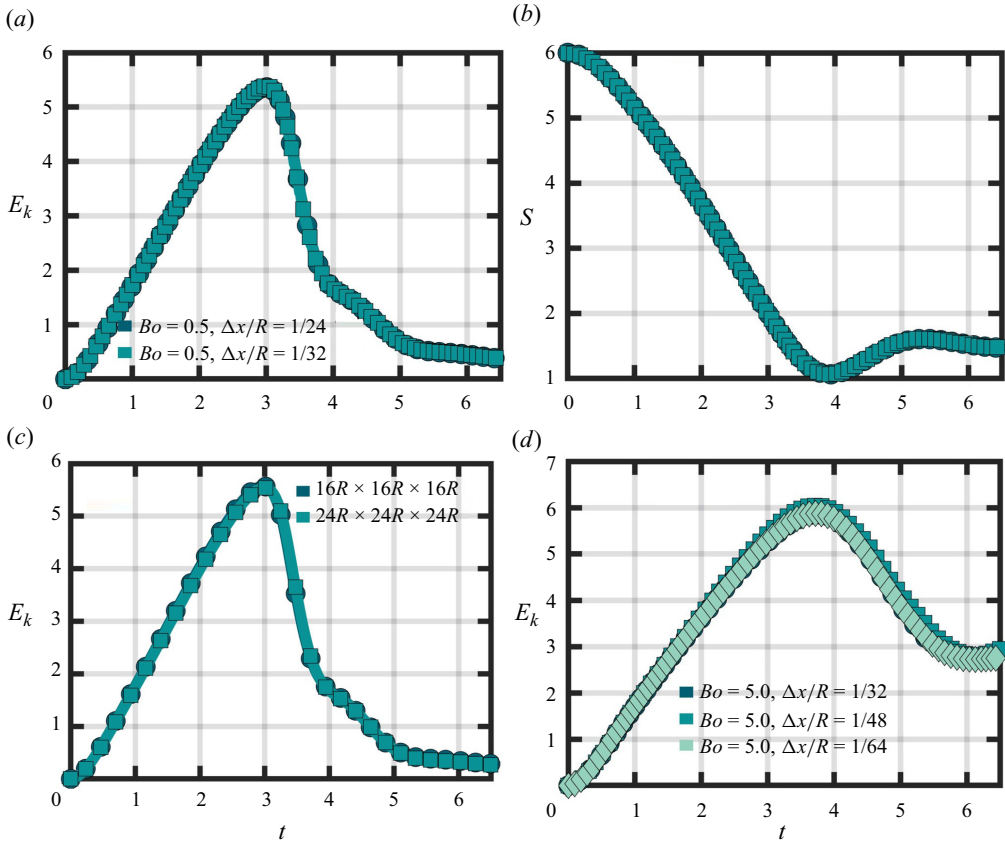 (a)
6
5
4
E_k
3
2
1
Bo = 0.5, Δx/R = 1/24
Bo = 0.5, Δx/R = 1/32
0 1 2 3 4 5 6
(b)
6
5
4
S
3
2
1
0 1 2 3 4 5 6
(c)
6
5
4
E_k
3
2
1
0 1 2 3 4 5 6
16R × 16R × 16R
24R × 24R × 24R
t
(d)
7
6
5
4
E_k
3
2
1
Bo = 5.0, Δx/R = 1/32
Bo = 5.0, Δx/R = 1/48
Bo = 5.0, Δx/R = 1/64
0 1 2 3 4 5 6
t